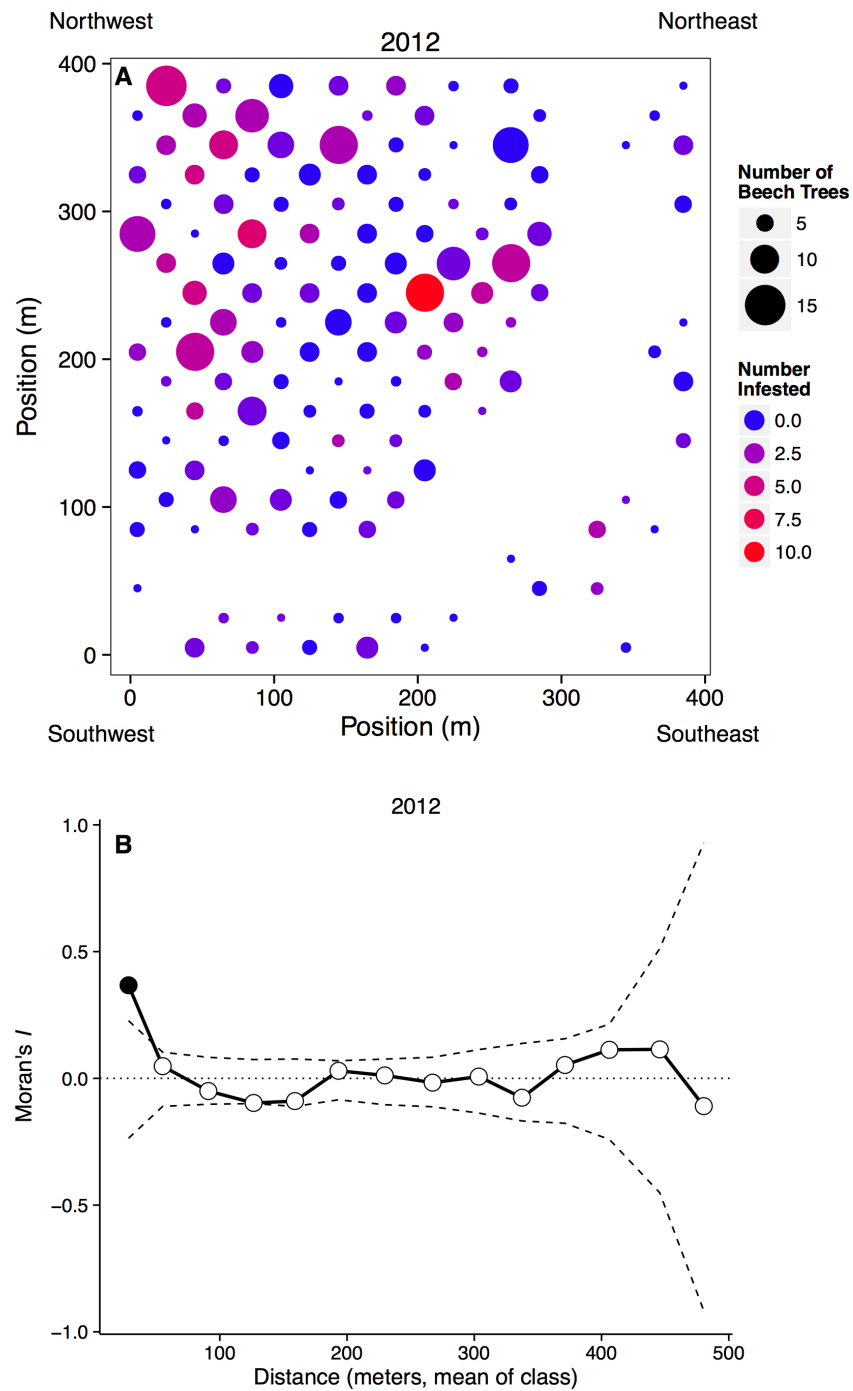 Northwest
Northeast
2012
A
400
300
200
100
0
Position (m)
0 100 200 300 400
Position (m)
Southwest
Southeast
Number of
Beech Trees
5
10
15
Number
Infested
0.0
2.5
5.0
7.5
10.0
2012
B
1.0
0.5
0.0
−0.5
−1.0
Moran's I
100 200 300 400 500
Distance (meters, mean of class)